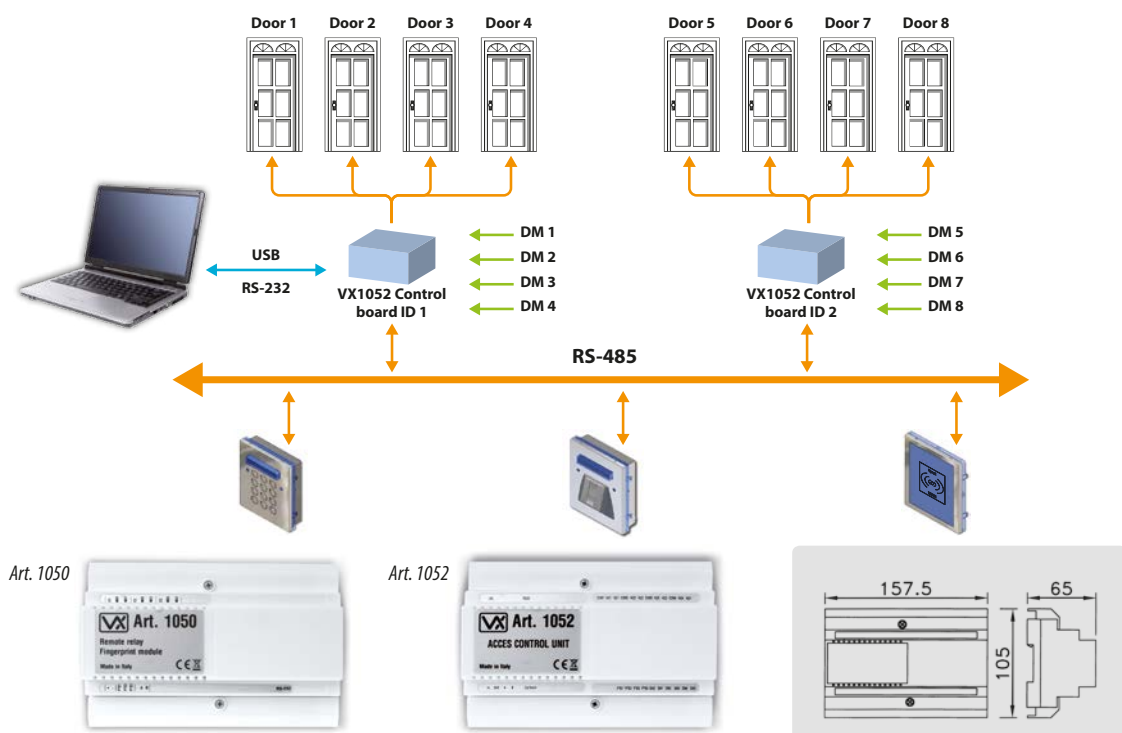 Door 1 Door 2 Door 3 Door 4 Door 5 Door 6 Door 7 Door 8
USB
RS-232
VX1052 Control
board ID 1
DM 1
DM 2
DM 3
DM 4
VX1052 Control
board ID 2
DM 5
DM 6
DM 7
DM 8
RS-485
Art. 1050
VX Art. 1050
Remote relay
Fingerprint module
Made in Italy CE
Art. 1052
VX Art. 1052
ACCES CONTROL UNIT
Made in Italy CE
157.5
65
105